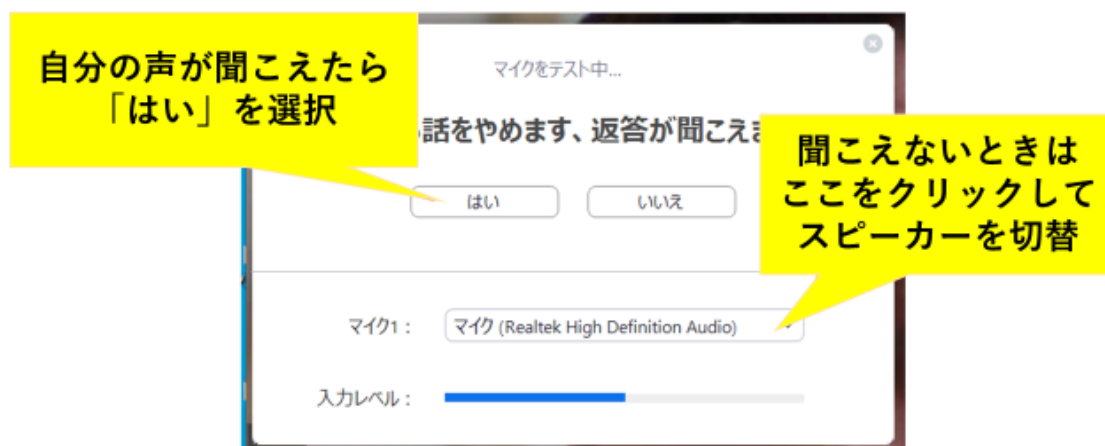 自分の声が聞こえたら
「はい」を選択
マイクをテスト中...
話をやめます、返答が聞こえま
はい
いいえ
聞こえないときは
ここをクリックして
スピーカーを切替
マイク1：
マイク (Realtek High Definition Audio)
入力レベル：